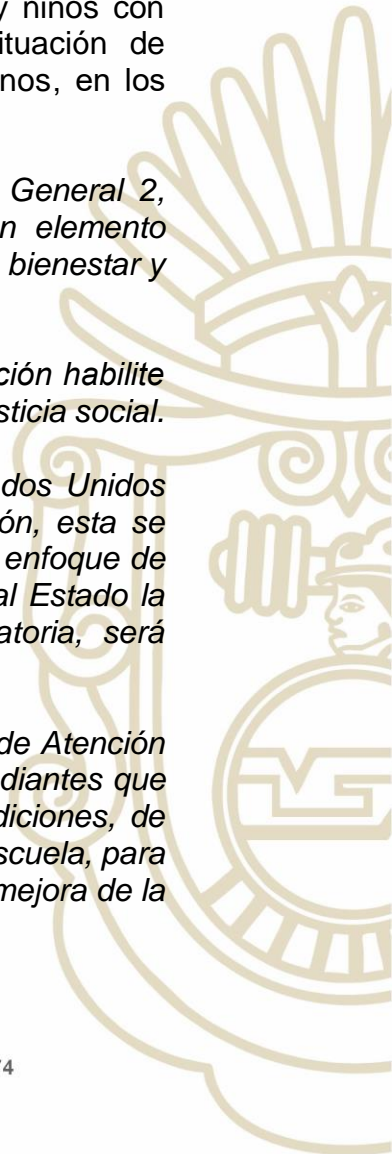 y niños con
situación de
nos, en los
General 2,
n elemento
bienestar y
ción habilite
sticia social.
dos Unidos
ón, esta se
enfoque de
al Estado la
atoria, será
de Atención
diantes que
diciones, de
scuela, para
mejora de la
74